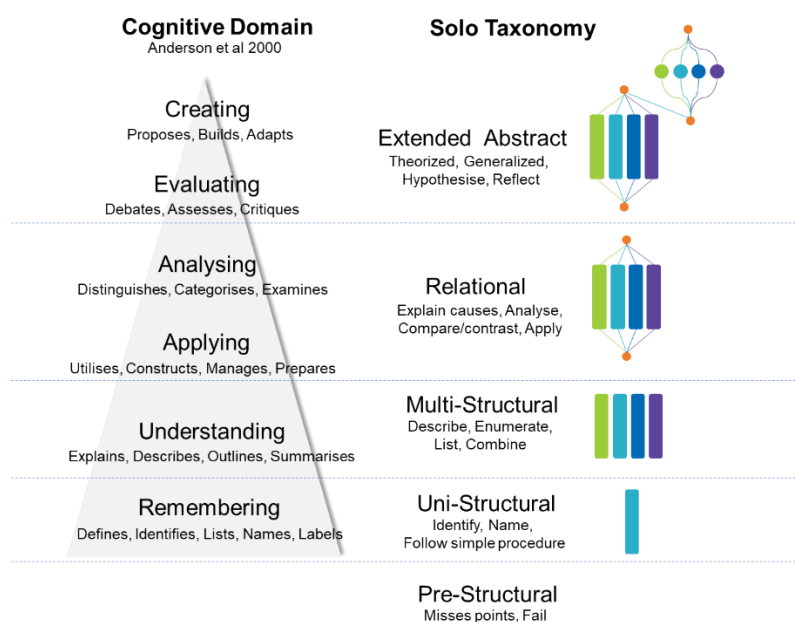 Cognitive Domain
Anderson et al 2000
Creating
Proposes, Builds, Adapts
Evaluating
Debates, Assesses, Critiques
Analysing
Distinguishes, Categorises, Examines
Applying
Utilises, Constructs, Manages, Prepares
Understanding
Explains, Describes, Outlines, Summarises
Remembering
Defines, Identifies, Lists, Names, Labels
Solo Taxonomy
Extended Abstract
Theorized, Generalized,
Hypothesise, Reflect
Relational
Explain causes, Analyse,
Compare/contrast, Apply
Multi-Structural
Describe, Enumerate,
List, Combine
Uni-Structural
Identify, Name,
Follow simple procedure
Pre-Structural
Misses points, Fail